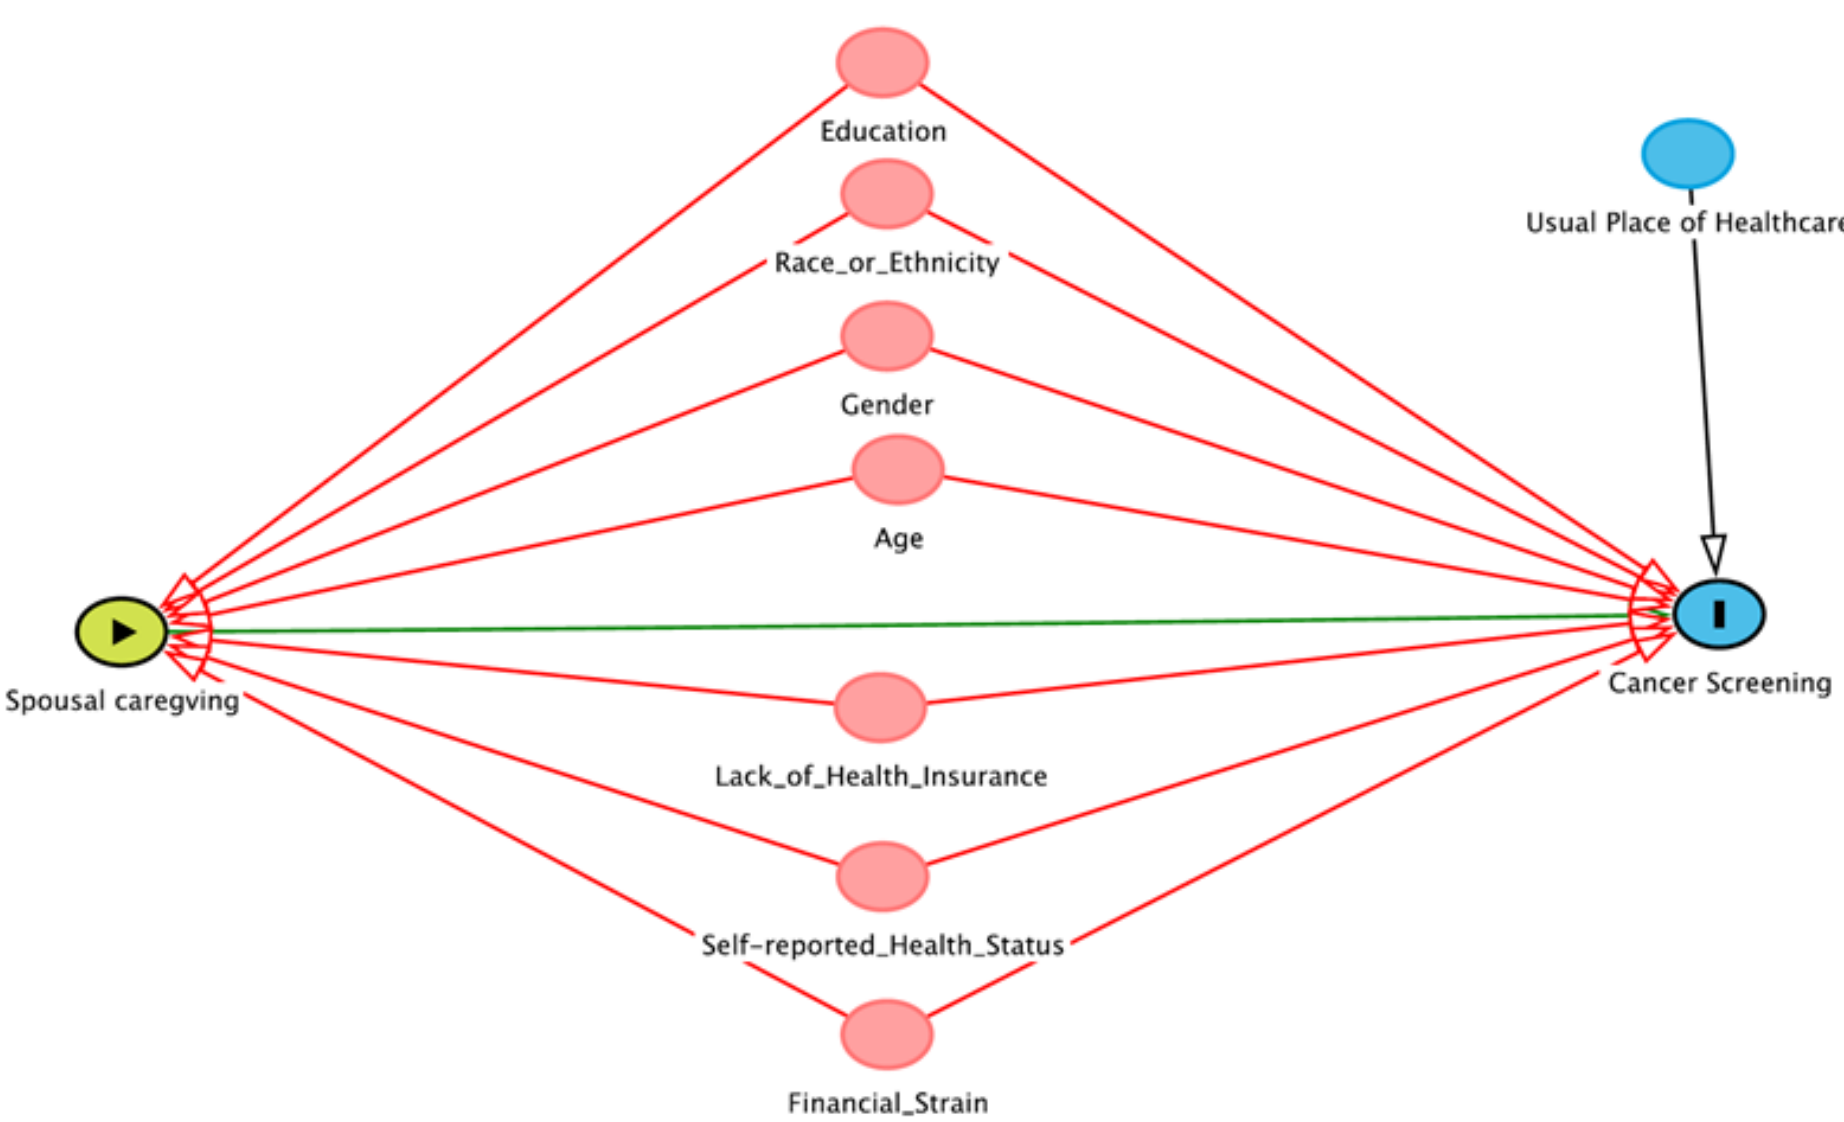 Education
Usual Place of Healthcare
Race_or_Ethnicity
Gender
Age
Spousal caregving
Cancer Screening
Lack_of_Health_Insurance
Self-reported_Health_Status
Financial_Strain